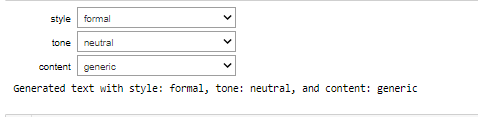 style formal
tone neutral
content generic
Generated text with style: formal, tone: neutral, and content: generic